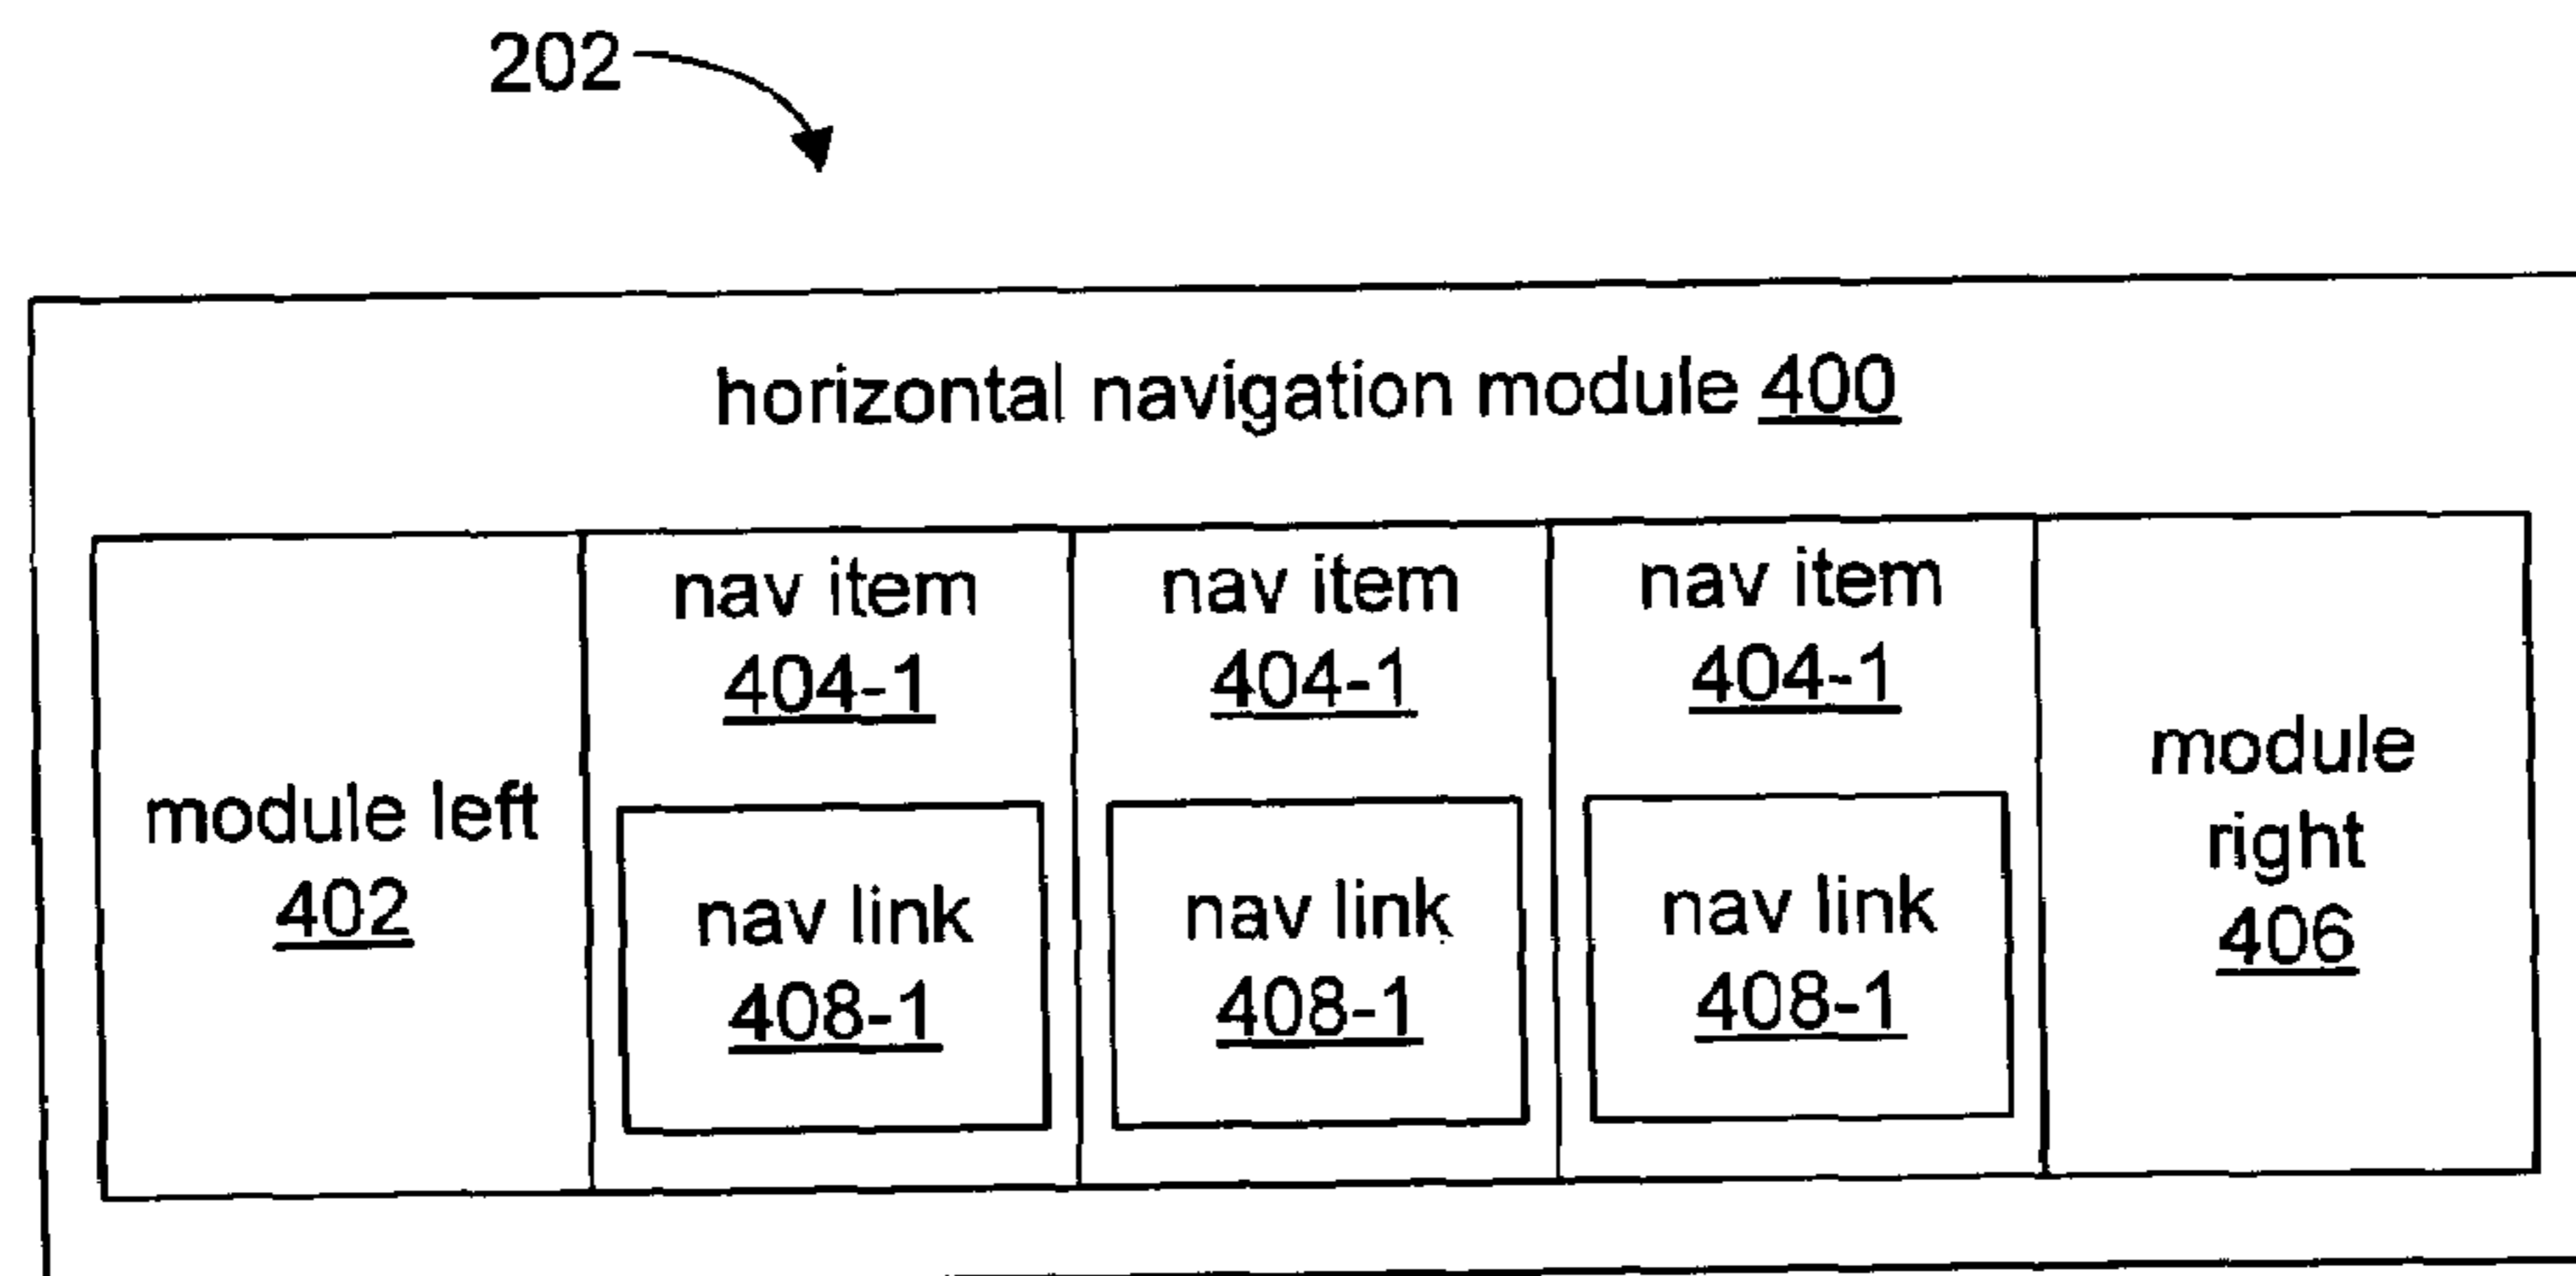 202
horizontal navigation module 400
module left
402
nav item
404-1
nav link
408-1
nav item
404-1
nav link
408-1
nav item
404-1
nav link
408-1
module
right
406